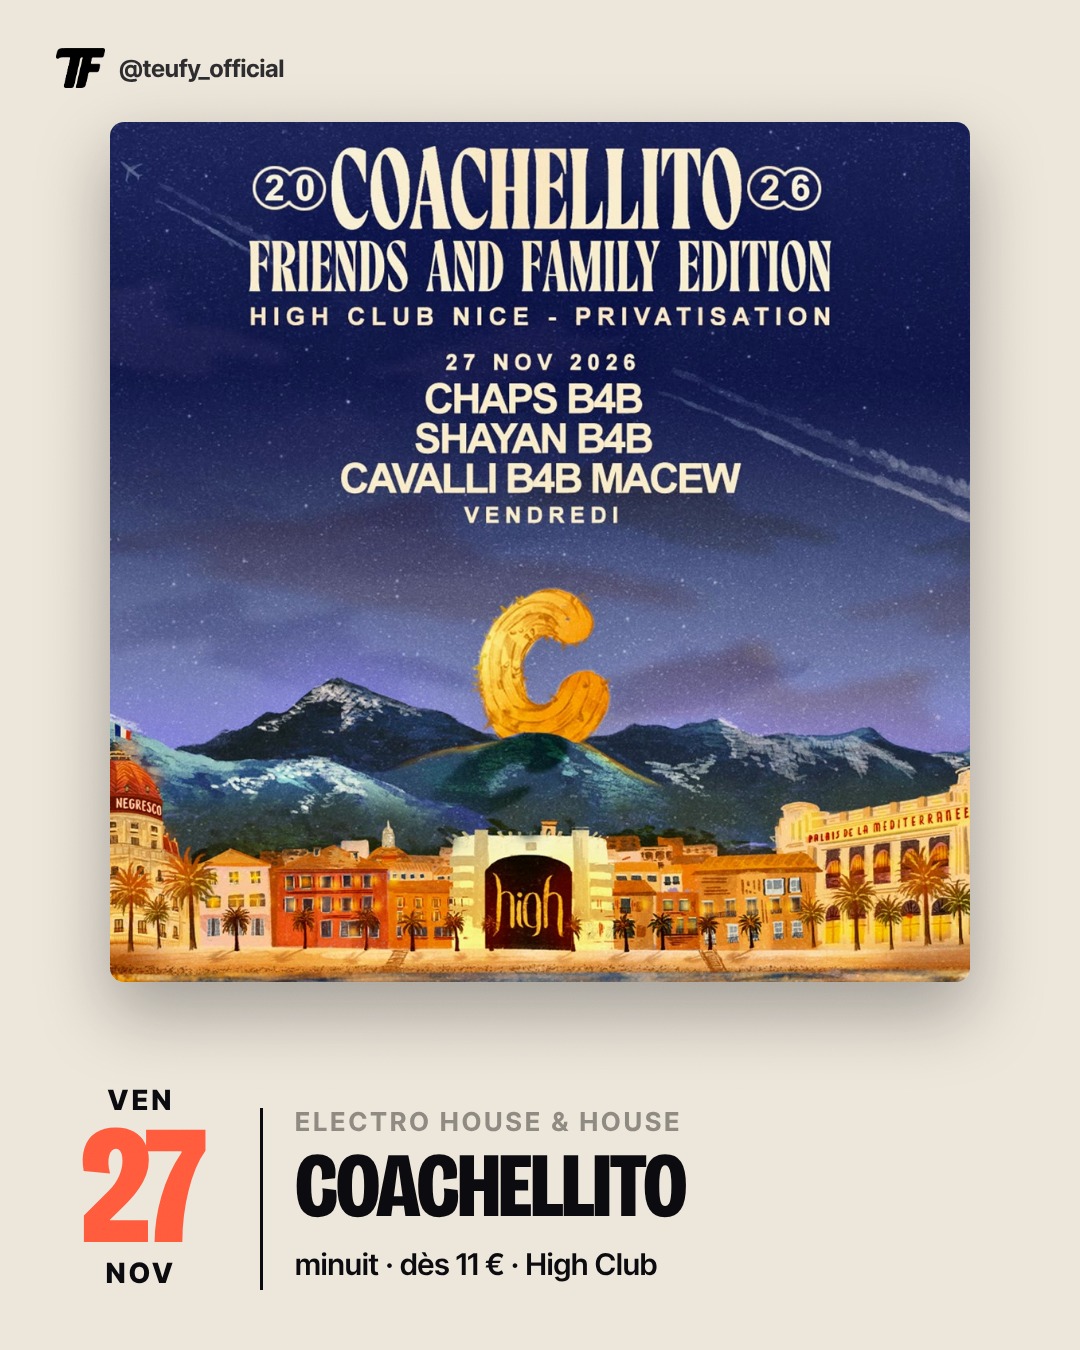 TF @teufy_official
20 COACHELLITO 26
FRIENDS AND FAMILY EDITION
HIGH CLUB NICE - PRIVATISATION
27 NOV 2026
CHAPS B4B
SHAYAN B4B
CAVALLI B4B MACEW
VENDREDI
C
NEGRESCO
PALAIS DE LA MEDITERRANEE
high
VEN
27
NOV
ELECTRO HOUSE & HOUSE
COACHELLITO
minuit · dès 11 € · High Club